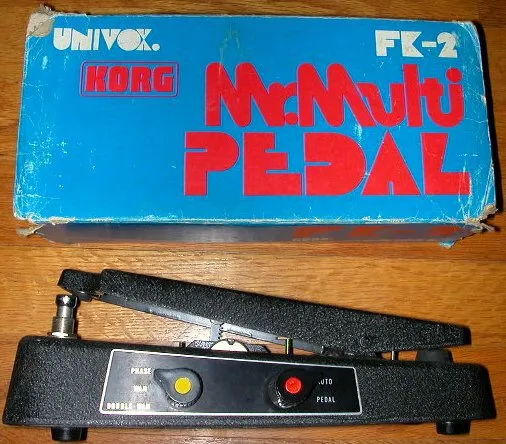 UNIVOX.
FK-2
KORG
Mr.Multi
PEDAL
PHASE
WAH
DOUBLE WAH
AUTO
PEDAL